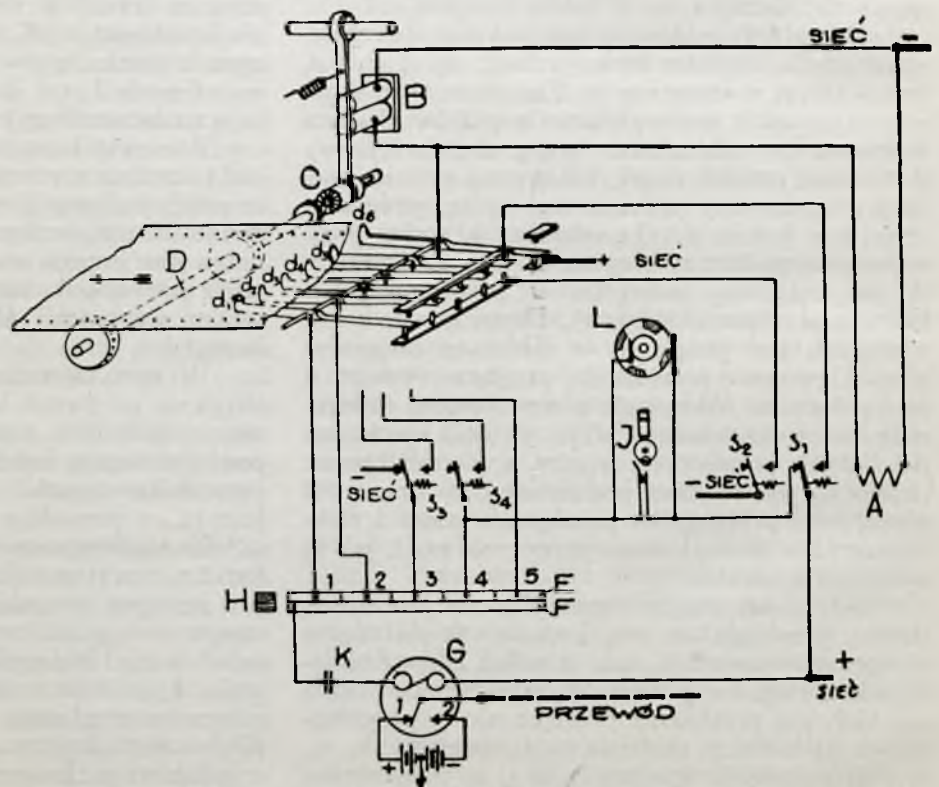 SIEĆ -
B
C
d6
D
d1 d2 d3 d4 d5
+ SIEĆ
L
J
- SIEĆ
S3
S4
S2
S1
- SIEĆ
A
1 2 3 4 5 F
H F
K G
+
SIEĆ
1 2
PRZEWÓD
+ -